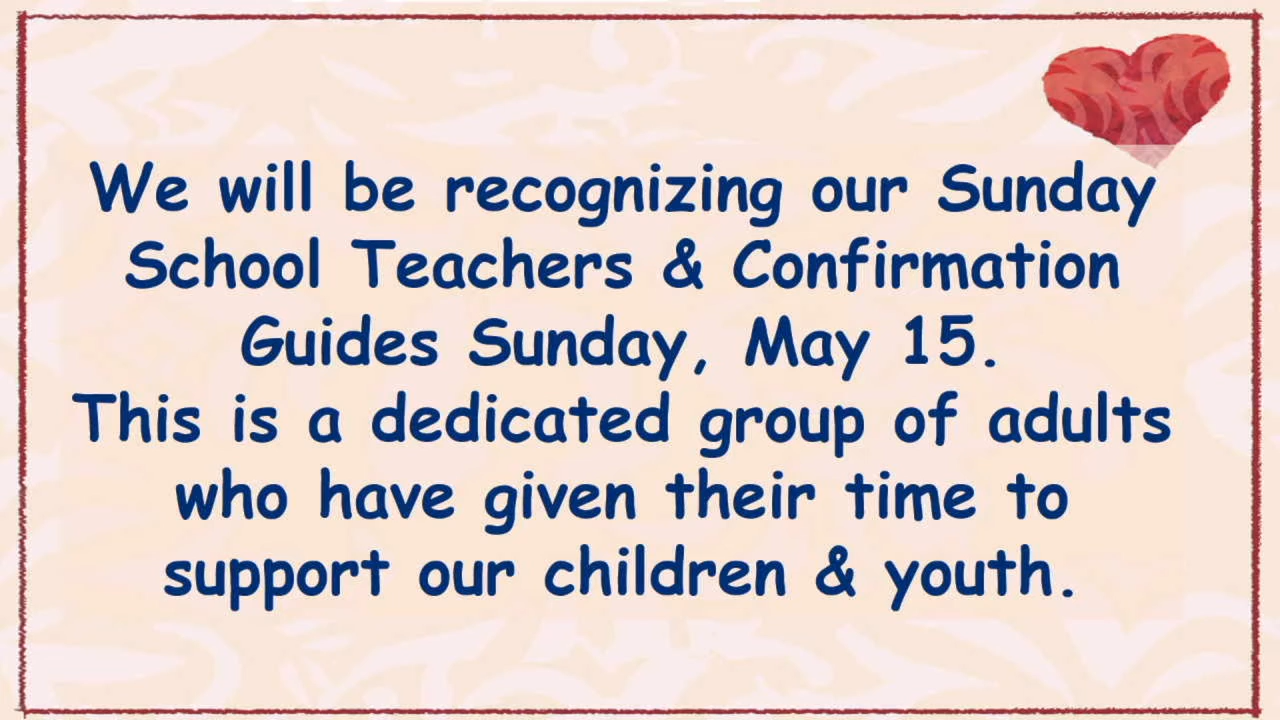 We will be recognizing our Sunday
School Teachers & Confirmation
Guides Sunday, May 15.
This is a dedicated group of adults
who have given their time to
support our children & youth.